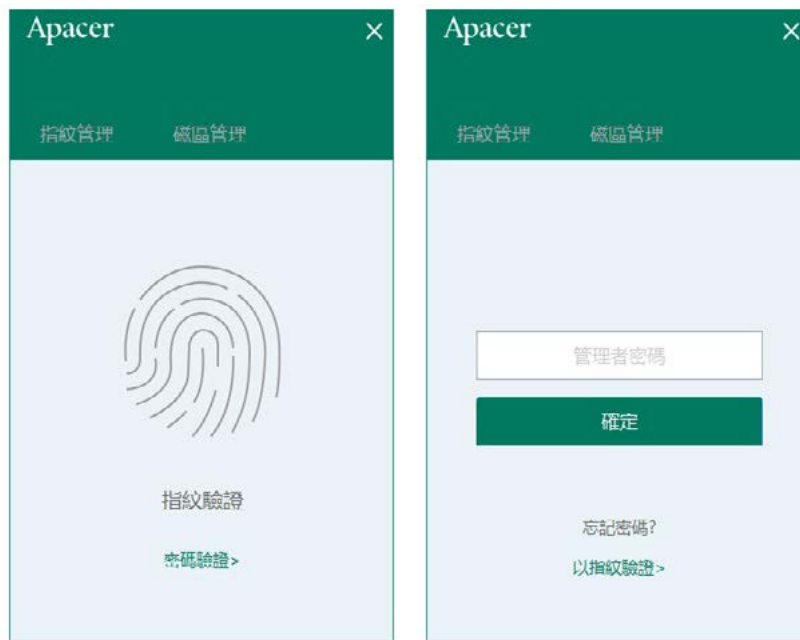 Apacer ×
指紋管理 磁區管理
指紋驗證
密碼驗證>
Apacer ×
指紋管理 磁區管理
管理者密碼
確定
忘記密碼?
以指紋驗證>